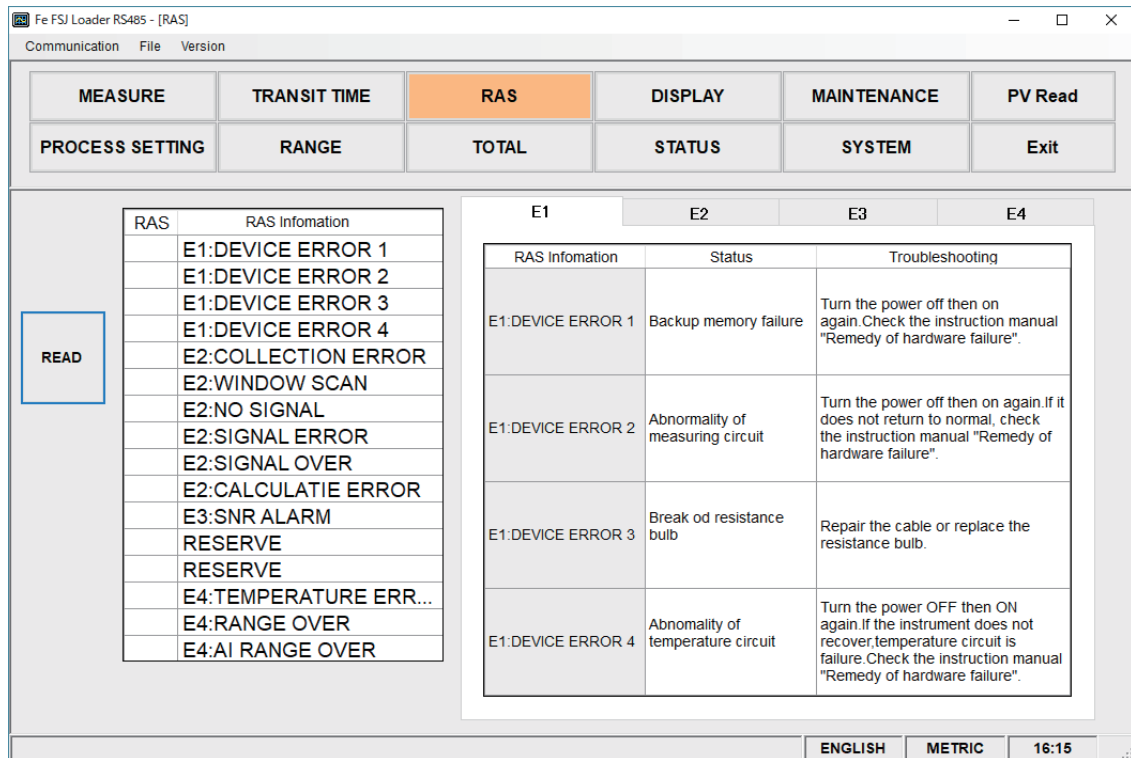 Fe FSJ Loader RS485 - [RAS]
Communication File Version
MEASURE TRANSIT TIME RAS DISPLAY MAINTENANCE PV Read
PROCESS SETTING RANGE TOTAL STATUS SYSTEM Exit
READ
RAS RAS Infomation
E1:DEVICE ERROR 1
E1:DEVICE ERROR 2
E1:DEVICE ERROR 3
E1:DEVICE ERROR 4
E2:COLLECTION ERROR
E2:WINDOW SCAN
E2:NO SIGNAL
E2:SIGNAL ERROR
E2:SIGNAL OVER
E2:CALCULATIE ERROR
E3:SNR ALARM
RESERVE
RESERVE
E4:TEMPERATURE ERR...
E4:RANGE OVER
E4:AI RANGE OVER
E1 E2 E3 E4
RAS Infomation Status Troubleshooting
E1:DEVICE ERROR 1
Backup memory failure
Turn the power off then on
again.Check the instruction manual
"Remedy of hardware failure".
E1:DEVICE ERROR 2
Abnormality of
measuring circuit
Turn the power off then on again.If it
does not return to normal, check
the instruction manual "Remedy of
hardware failure".
E1:DEVICE ERROR 3
Break od resistance
bulb
Repair the cable or replace the
resistance bulb.
E1:DEVICE ERROR 4
Abnomality of
temperature circuit
Turn the power OFF then ON
again.If the instrument does not
recover,temperature circuit is
failure.Check the instruction manual
"Remedy of hardware failure".
ENGLISH METRIC 16:15